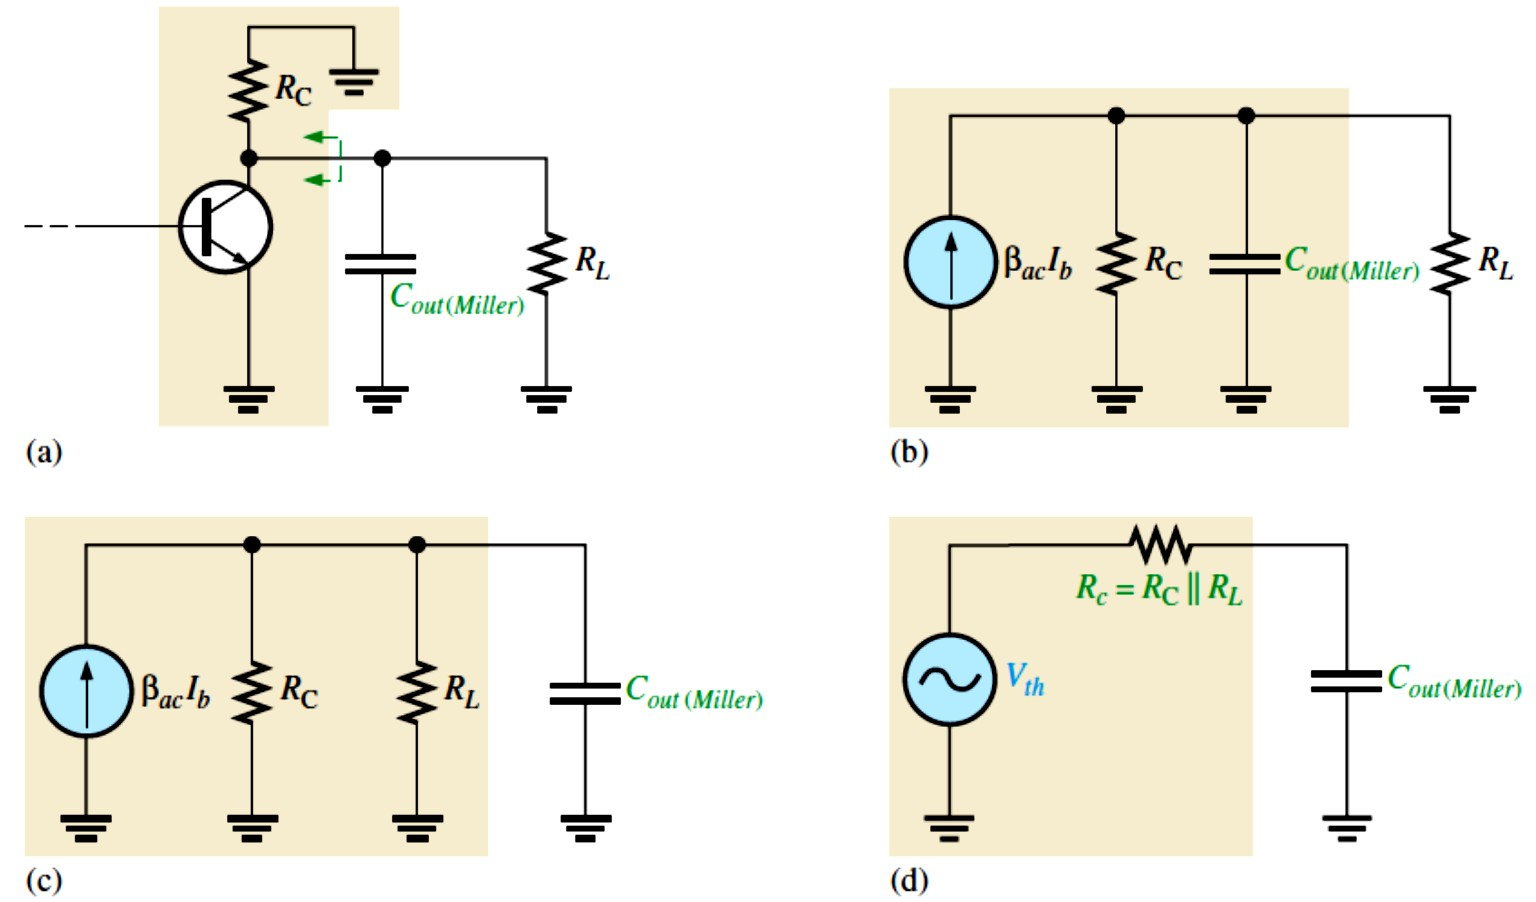 R_C
C_out(Miller)
R_L
(a)
β_ac I_b
R_C
C_out(Miller)
R_L
(b)
β_ac I_b
R_C
R_L
C_out (Miller)
(c)
R_c = R_C || R_L
V_th
C_out(Miller)
(d)